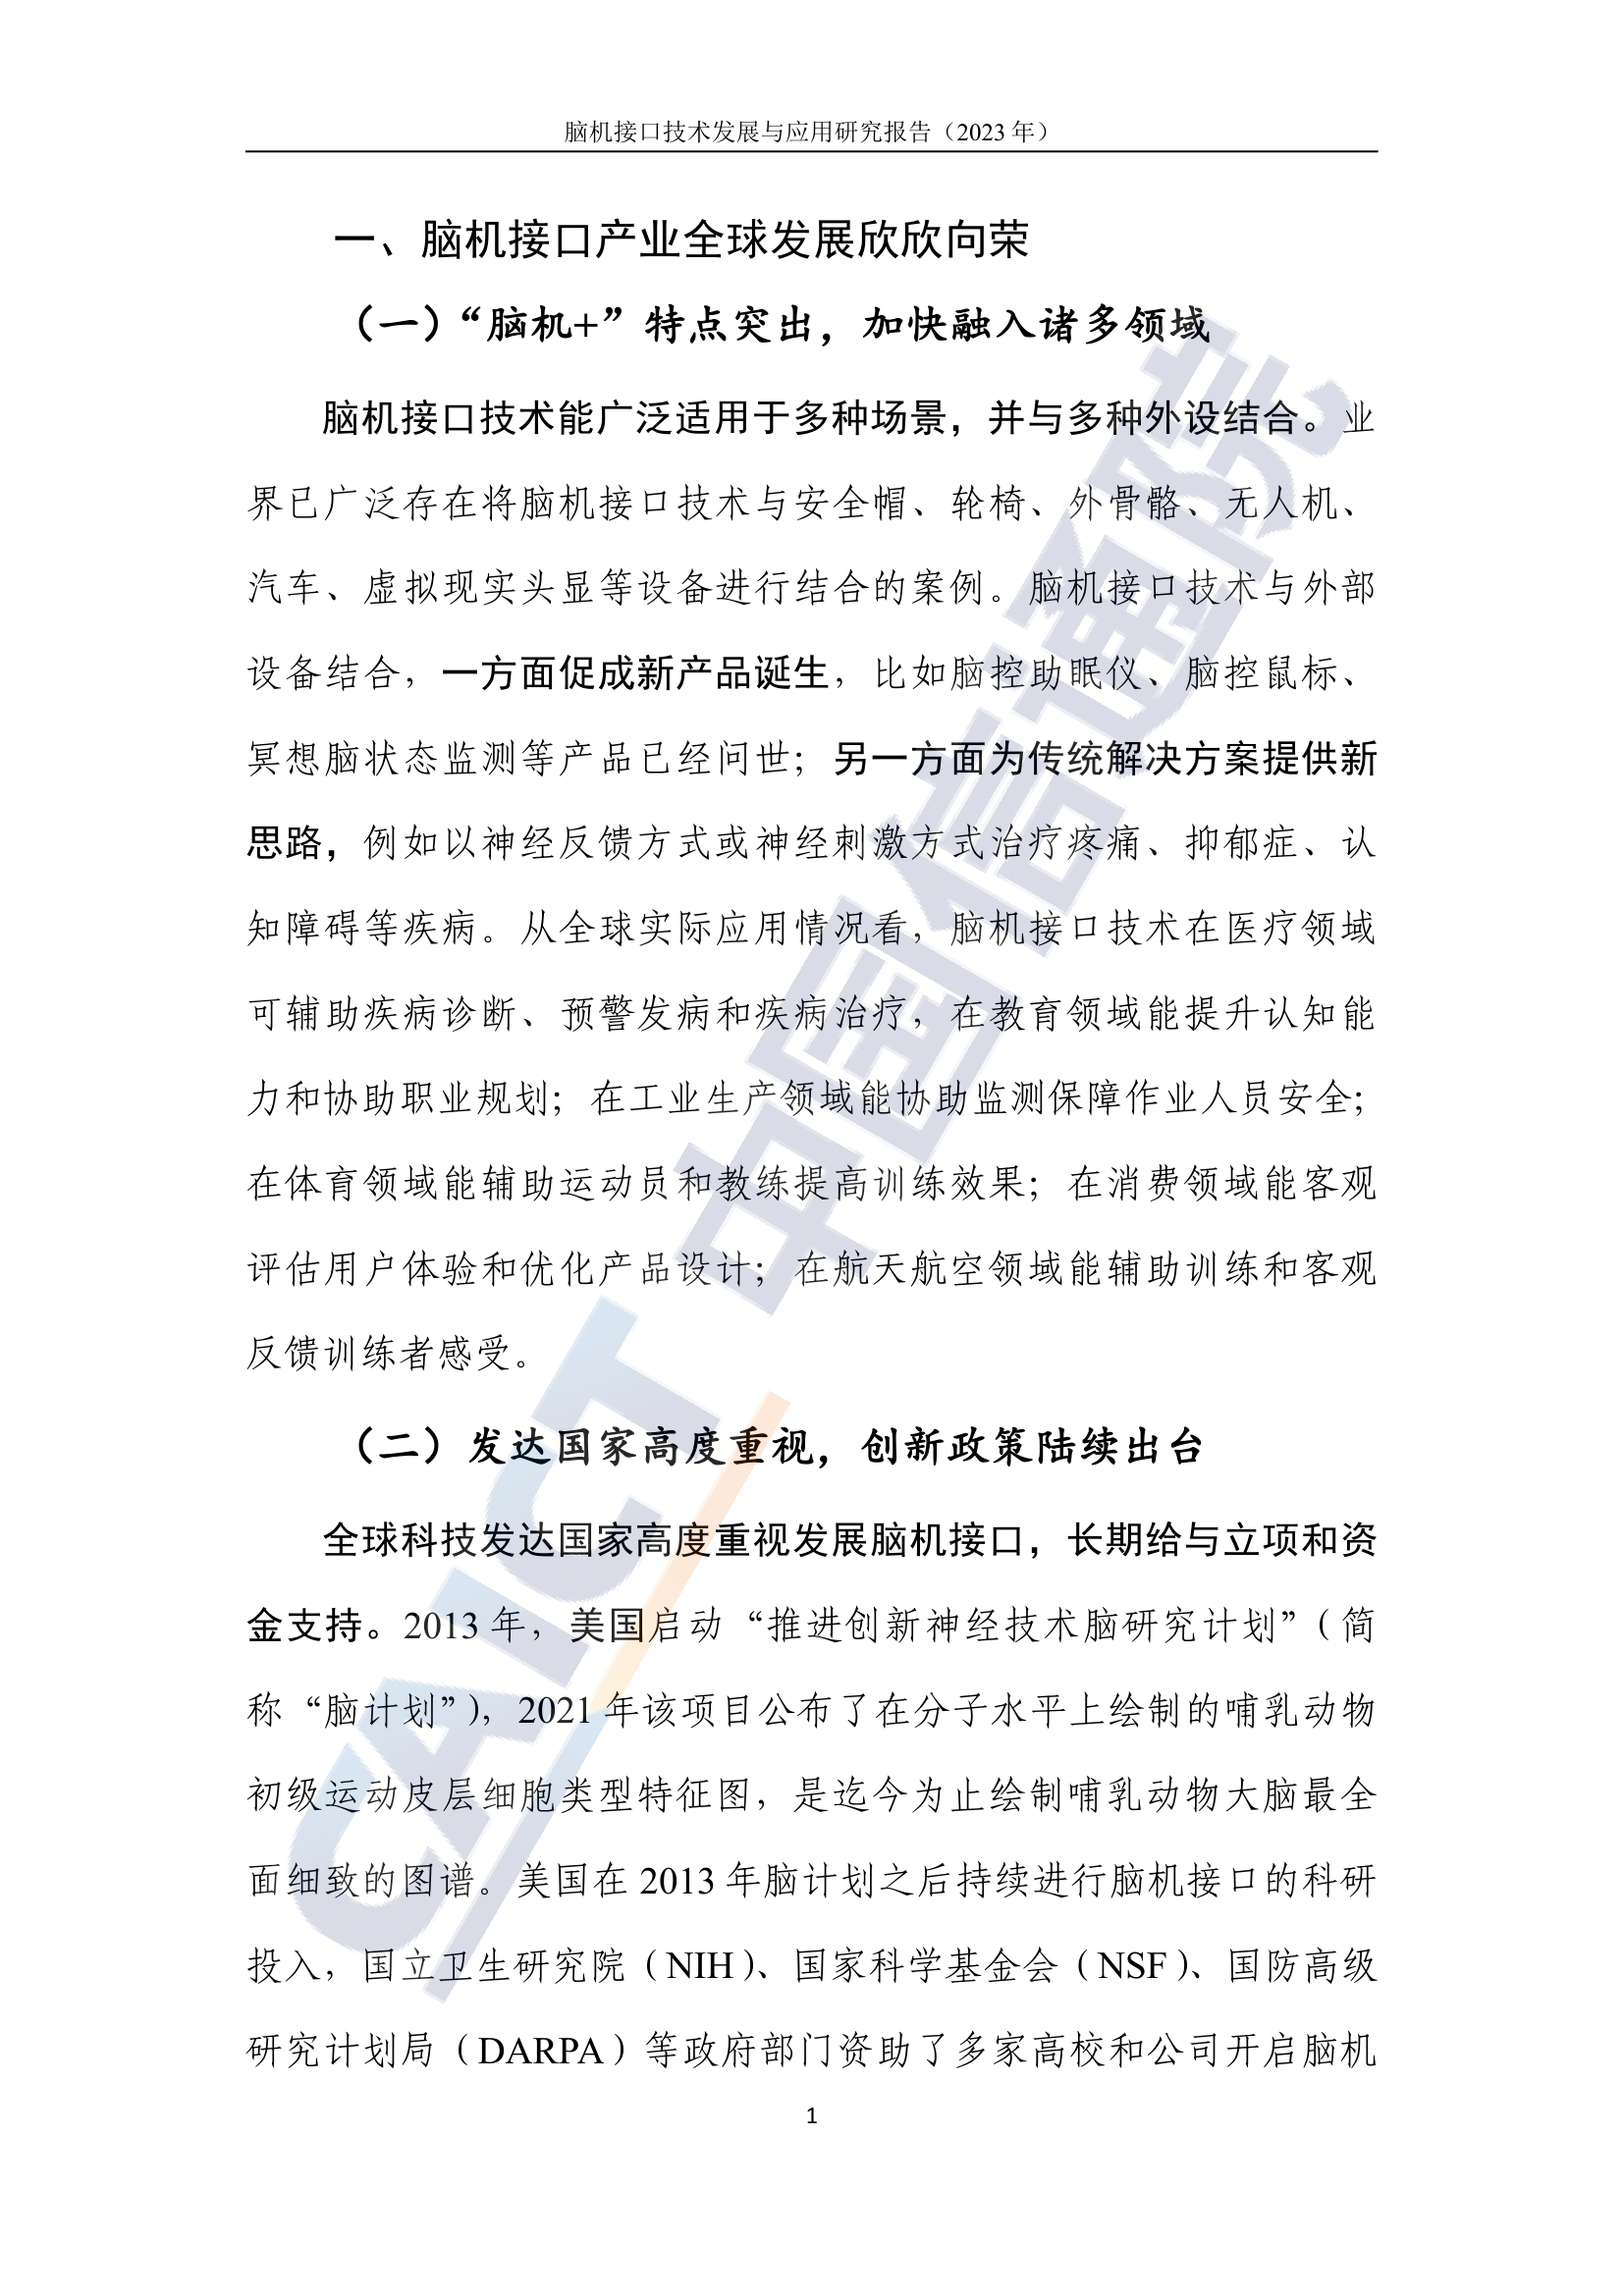 脑机接口技术发展与应用研究报告（2023 年）
一、脑机接口产业全球发展欣欣向荣
（一）“脑机+”特点突出，加快融入诸多领域
脑机接口技术能广泛适用于多种场景，并与多种外设结合。业
界已广泛存在将脑机接口技术与安全帽、轮椅、外骨骼、无人机、
汽车、虚拟现实头显等设备进行结合的案例。脑机接口技术与外部
设备结合，一方面促成新产品诞生，比如脑控助眠仪、脑控鼠标、
冥想脑状态监测等产品已经问世；另一方面为传统解决方案提供新
思路，例如以神经反馈方式或神经刺激方式治疗疼痛、抑郁症、认
知障碍等疾病。从全球实际应用情况看，脑机接口技术在医疗领域
可辅助疾病诊断、预警发病和疾病治疗，在教育领域能提升认知能
力和协助职业规划；在工业生产领域能协助监测保障作业人员安全；
在体育领域能辅助运动员和教练提高训练效果；在消费领域能客观
评估用户体验和优化产品设计；在航天航空领域能辅助训练和客观
反馈训练者感受。
（二）发达国家高度重视，创新政策陆续出台
全球科技发达国家高度重视发展脑机接口，长期给与立项和资
金支持。2013 年，美国启动“推进创新神经技术脑研究计划”（简
称“脑计划”），2021 年该项目公布了在分子水平上绘制的哺乳动物
初级运动皮层细胞类型特征图，是迄今为止绘制哺乳动物大脑最全
面细致的图谱。美国在 2013 年脑计划之后持续进行脑机接口的科研
投入，国立卫生研究院（NIH）、国家科学基金会（NSF）、国防高级
研究计划局（DARPA）等政府部门资助了多家高校和公司开启脑机
1
CAICT 中国信通院